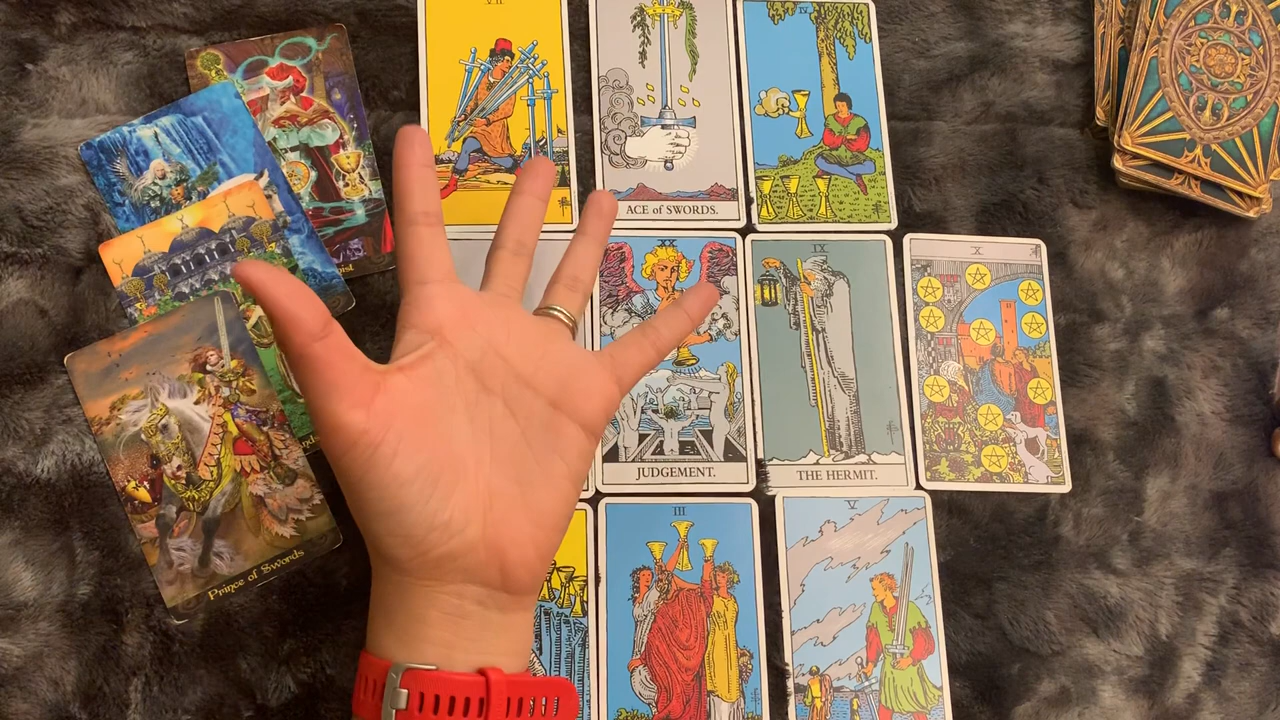 VII
ACE of SWORDS.
IV
XX
JUDGEMENT.
IX
THE HERMIT.
X
III
V
Prince of Swords